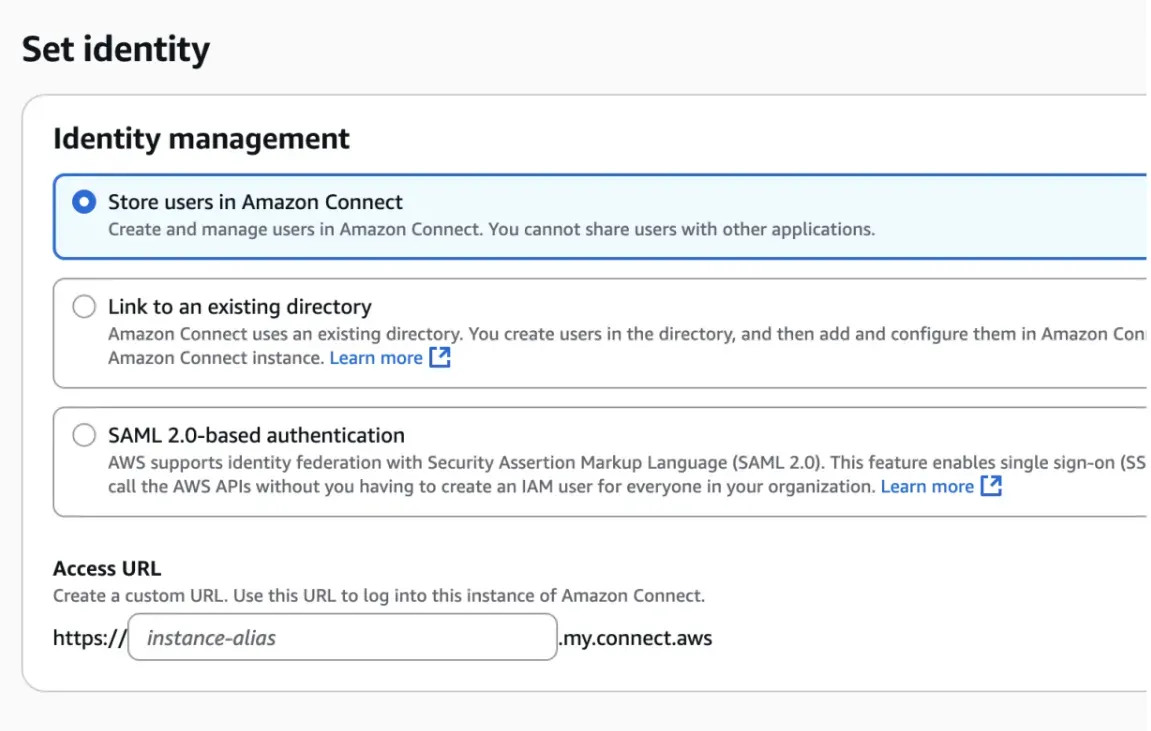 Set identity
Identity management
Store users in Amazon Connect
Create and manage users in Amazon Connect. You cannot share users with other applications.
Link to an existing directory
Amazon Connect uses an existing directory. You create users in the directory, and then add and configure them in Amazon
Amazon Connect instance. Learn more
SAML 2.0-based authentication
AWS supports identity federation with Security Assertion Markup Language (SAML 2.0). This feature enables single sign-on
call the AWS APIs without you having to create an IAM user for everyone in your organization. Learn more
Access URL
Create a custom URL. Use this URL to log into this instance of Amazon Connect.
https:// instance-alias .my.connect.aws